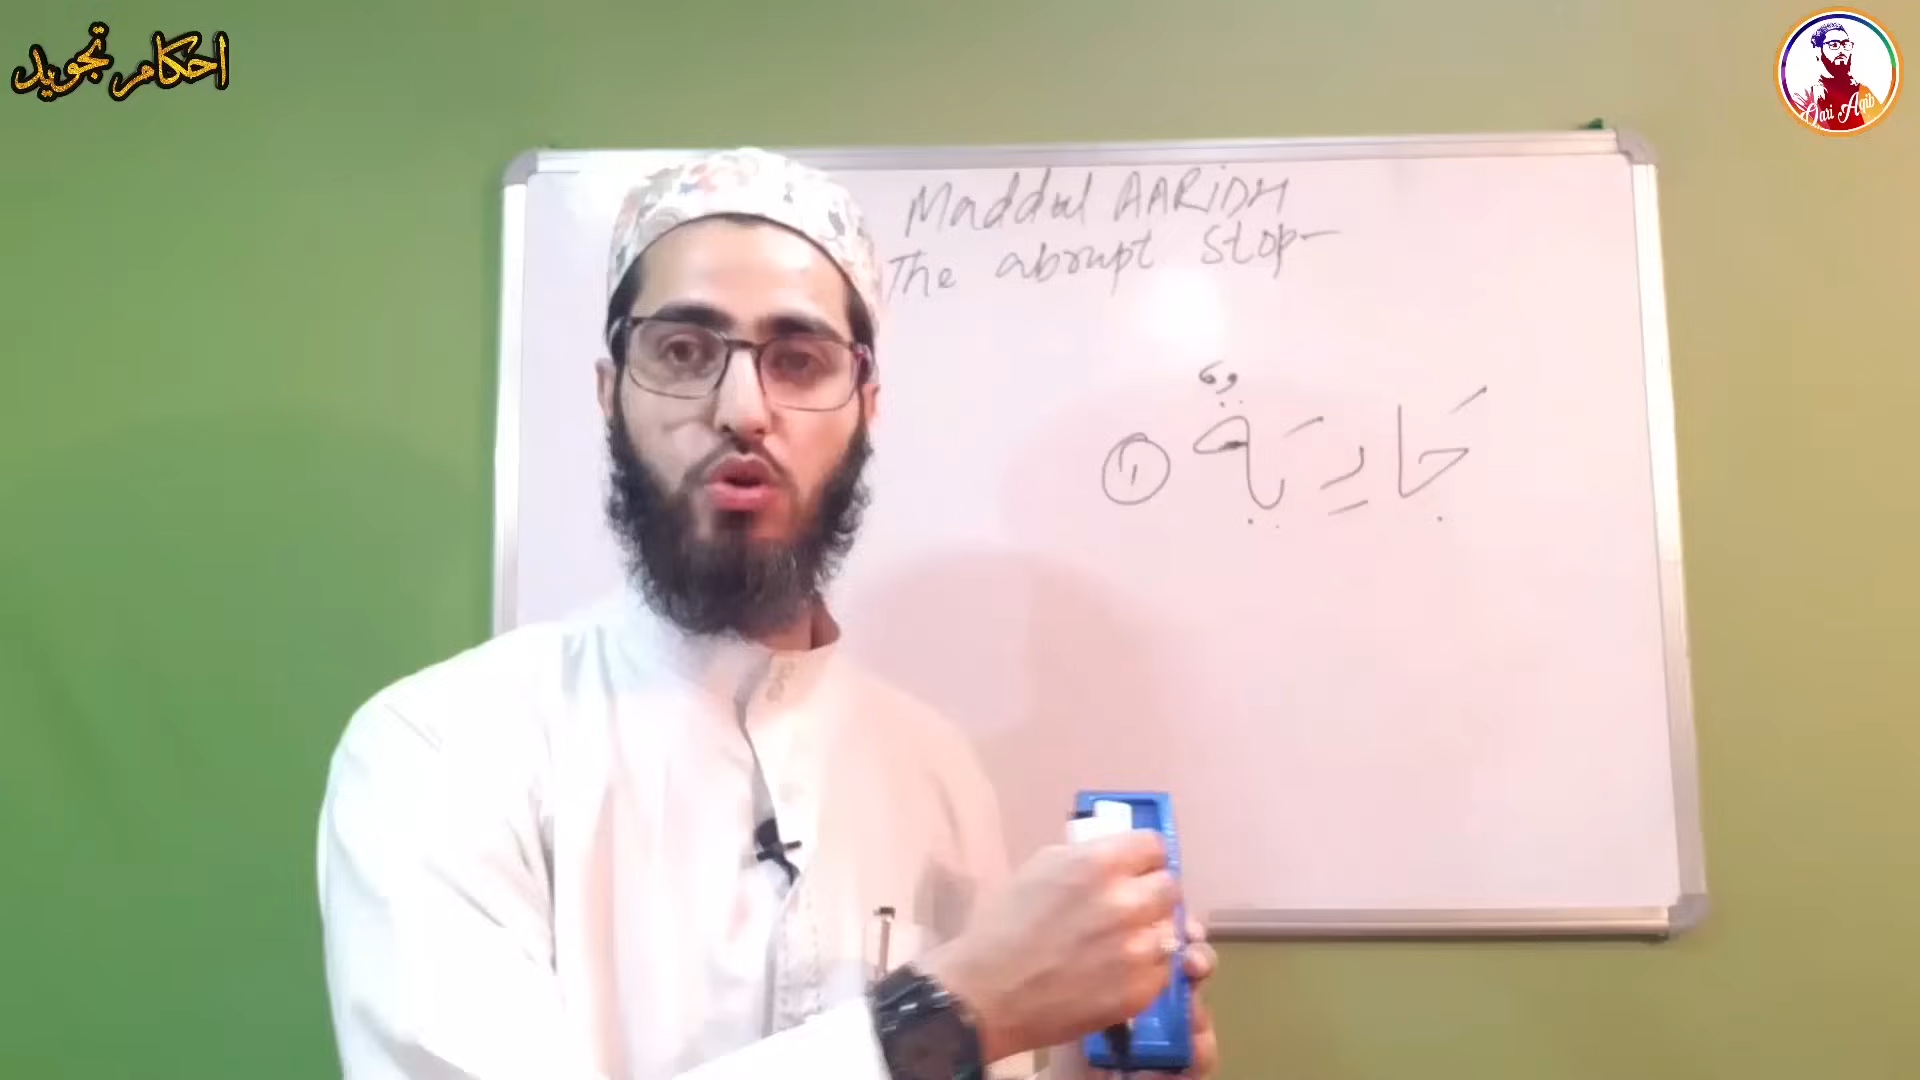 احکام تجوید
Qari Aqib
Maddul AARiDH
The abrupt stop-
جَارِيَةٌ ①